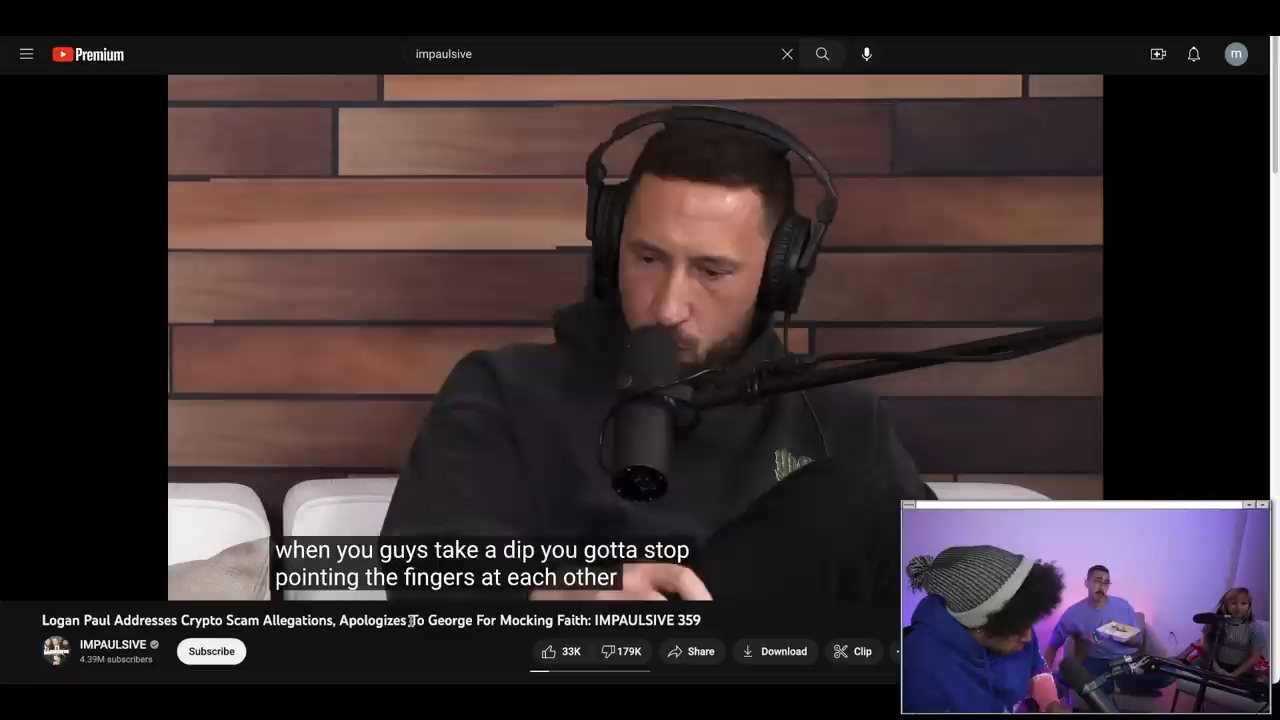 Premium
impaulsive
m
when you guys take a dip you gotta stop
pointing the fingers at each other
Logan Paul Addresses Crypto Scam Allegations, Apologizes To George For Mocking Faith: IMPAULSIVE 359
IMPAULSIVE
4.39M subscribers
Subscribe
33K
179K
Share
Download
Clip